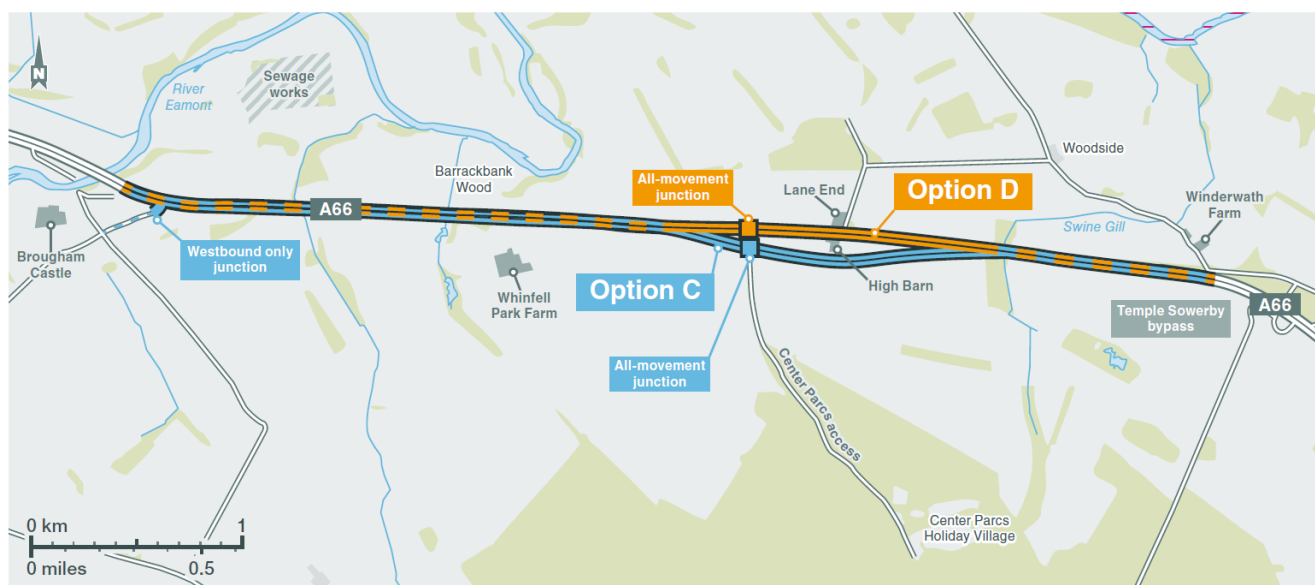 N
River
Eamont
Sewage
works
Barrackbank
Wood
All-movement
junction
Lane End
Option D
Woodside
Winderwath
Farm
A66
Swine Gill
Brougham
Castle
Westbound only
junction
Whinfell
Park Farm
Option C
High Barn
Temple Sowerby
bypass
A66
All-movement
junction
Center Parcs access
Center Parcs
Holiday Village
0 km 1
0 miles 0.5